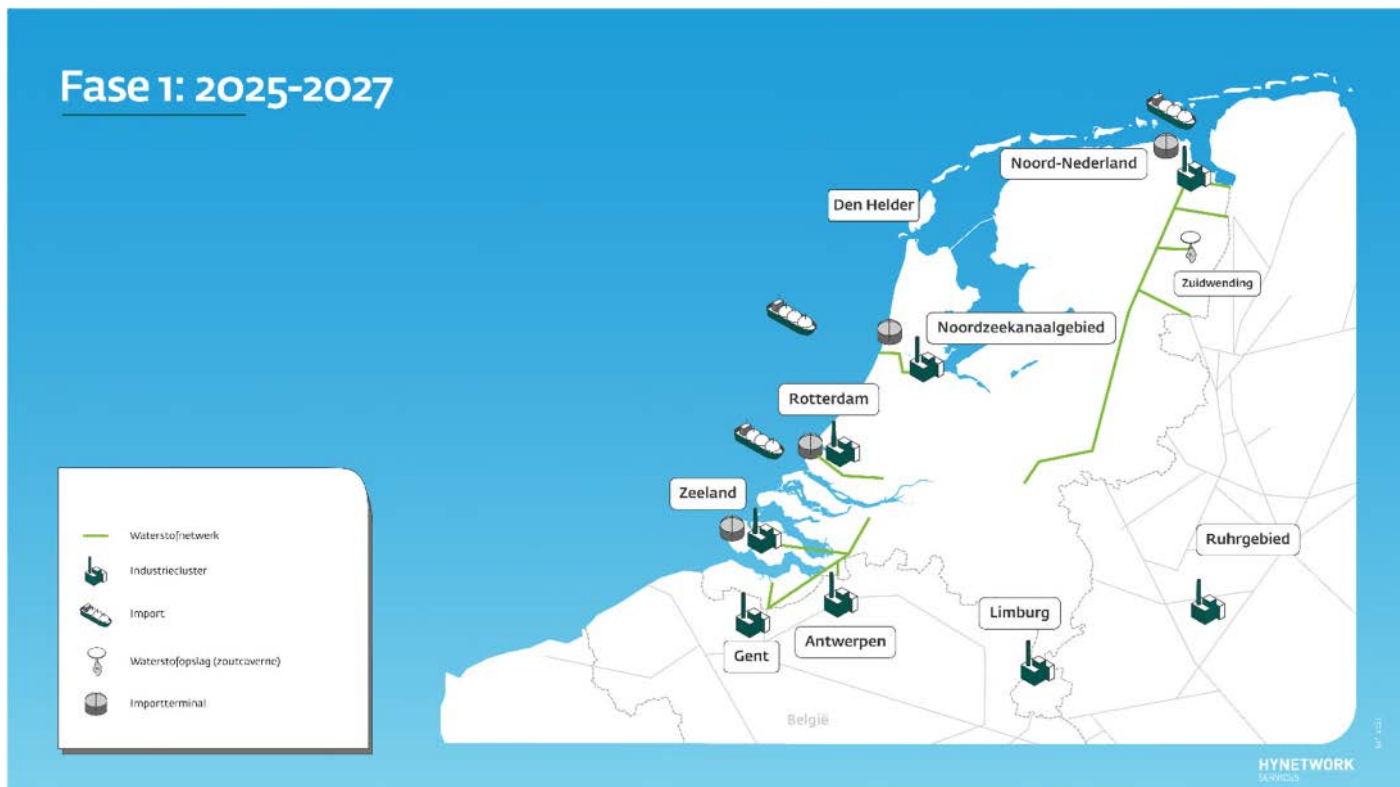 Fase 1: 2025-2027
Noord-Nederland
Den Helder
Zuidwending
Noordzeekanaalgebied
Rotterdam
Zeeland
Ruhrgebied
Limburg
Antwerpen
Gent
België
Waterstofnetwerk
Industriecluster
Import
Waterstofopslag (zoutcaverne)
Importterminal
HYNETWORK
SERVICES